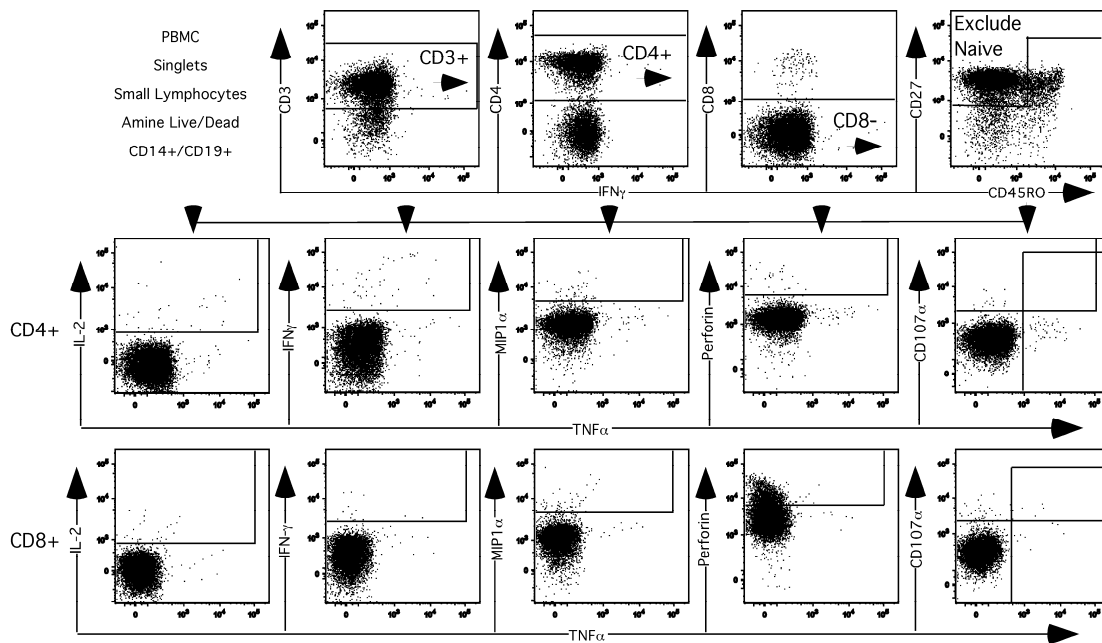 PBMC
Singlets
Small Lymphocytes
Amine Live/Dead
CD14+/CD19+
CD3
CD3+
CD4
CD4+
CD8
CD8-
CD27
Exclude
Naive
IFNγ
CD45RO
CD4+
IL-2
IFNγ
MIP1α
Perforin
CD107α
TNFα
CD8+
IL-2
IFN-γ
MIP1α
Perforin
CD107α
TNFα